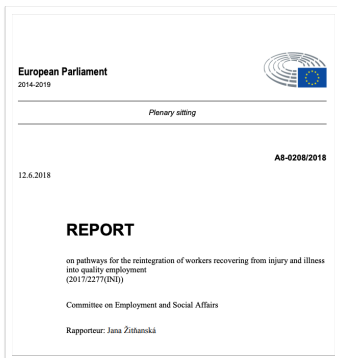 European Parliament
2014-2019
Plenary sitting
A8-0208/2018
12.6.2018
REPORT
on pathways for the reintegration of workers recovering from injury and illness
into quality employment
(2017/2277(INI))
Committee on Employment and Social Affairs
Rapporteur: Jana Žitňanská